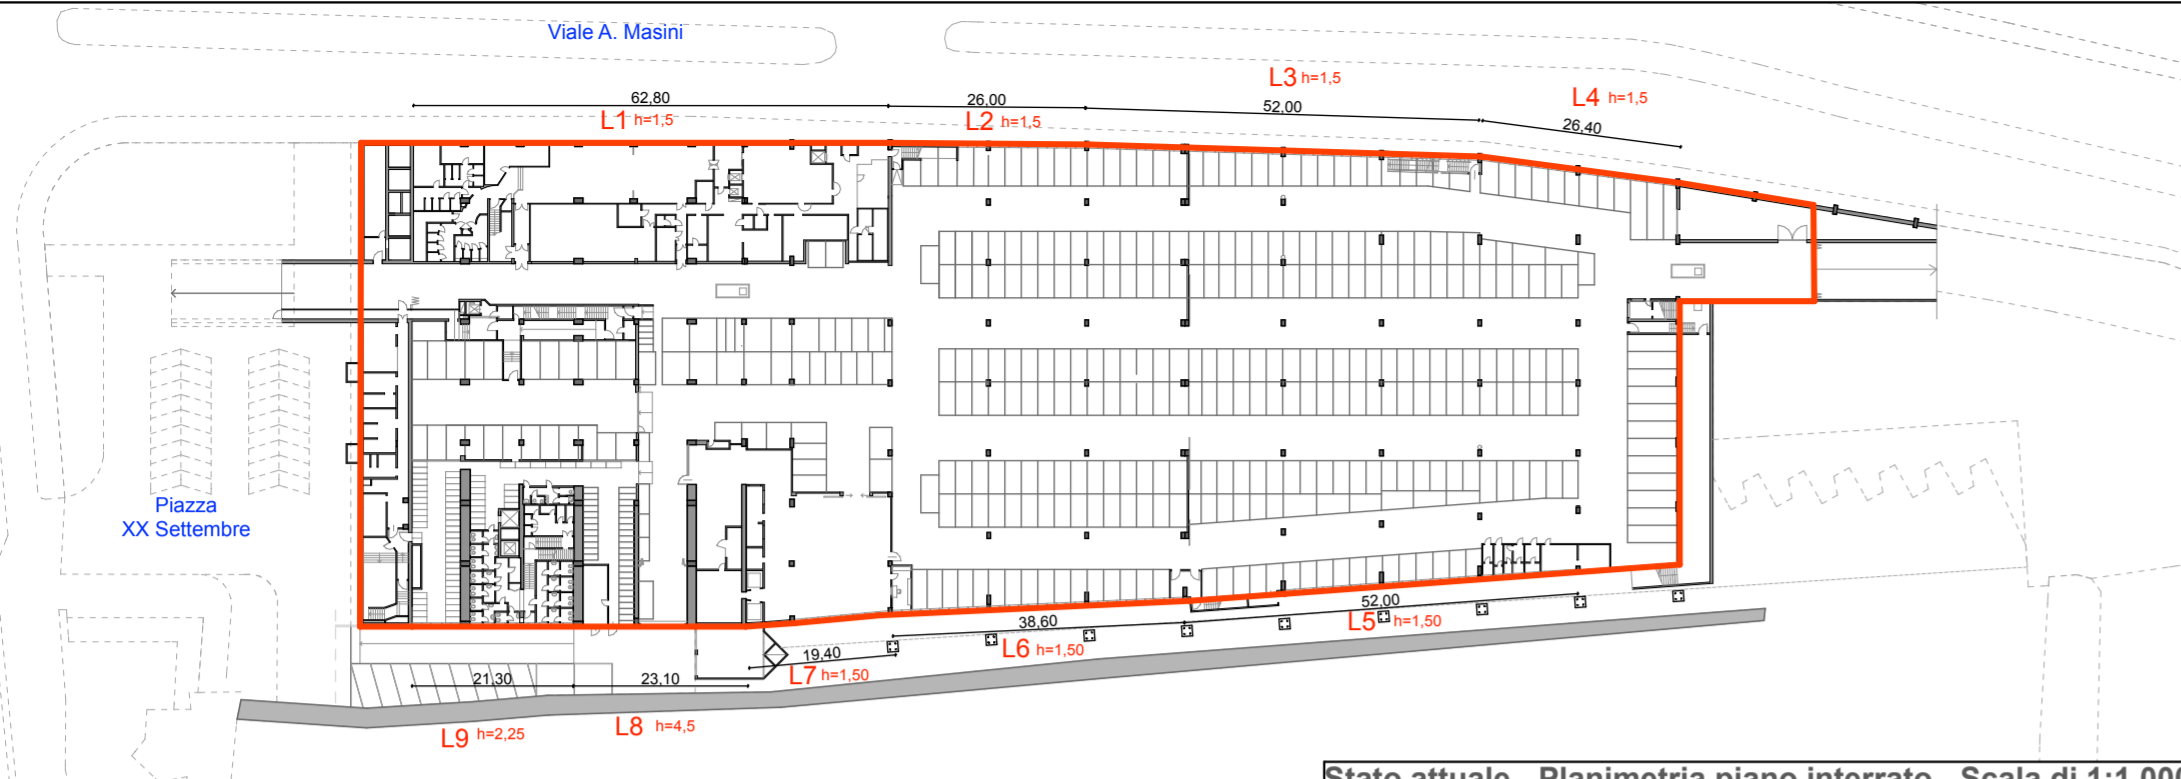 Viale A. Masini
L3 h=1,5
L4 h=1,5
62,80
26,00
52,00
L1 h=1,5
L2 h=1,5
26,40
Piazza
XX Settembre
52,00
38,60
L5 h=1,50
L6 h=1,50
19,40
L7 h=1,50
21,30
23,10
L8 h=4,5
L9 h=2,25
Stato attuale - Planimetria piano interrato - Scala di 1:1.00